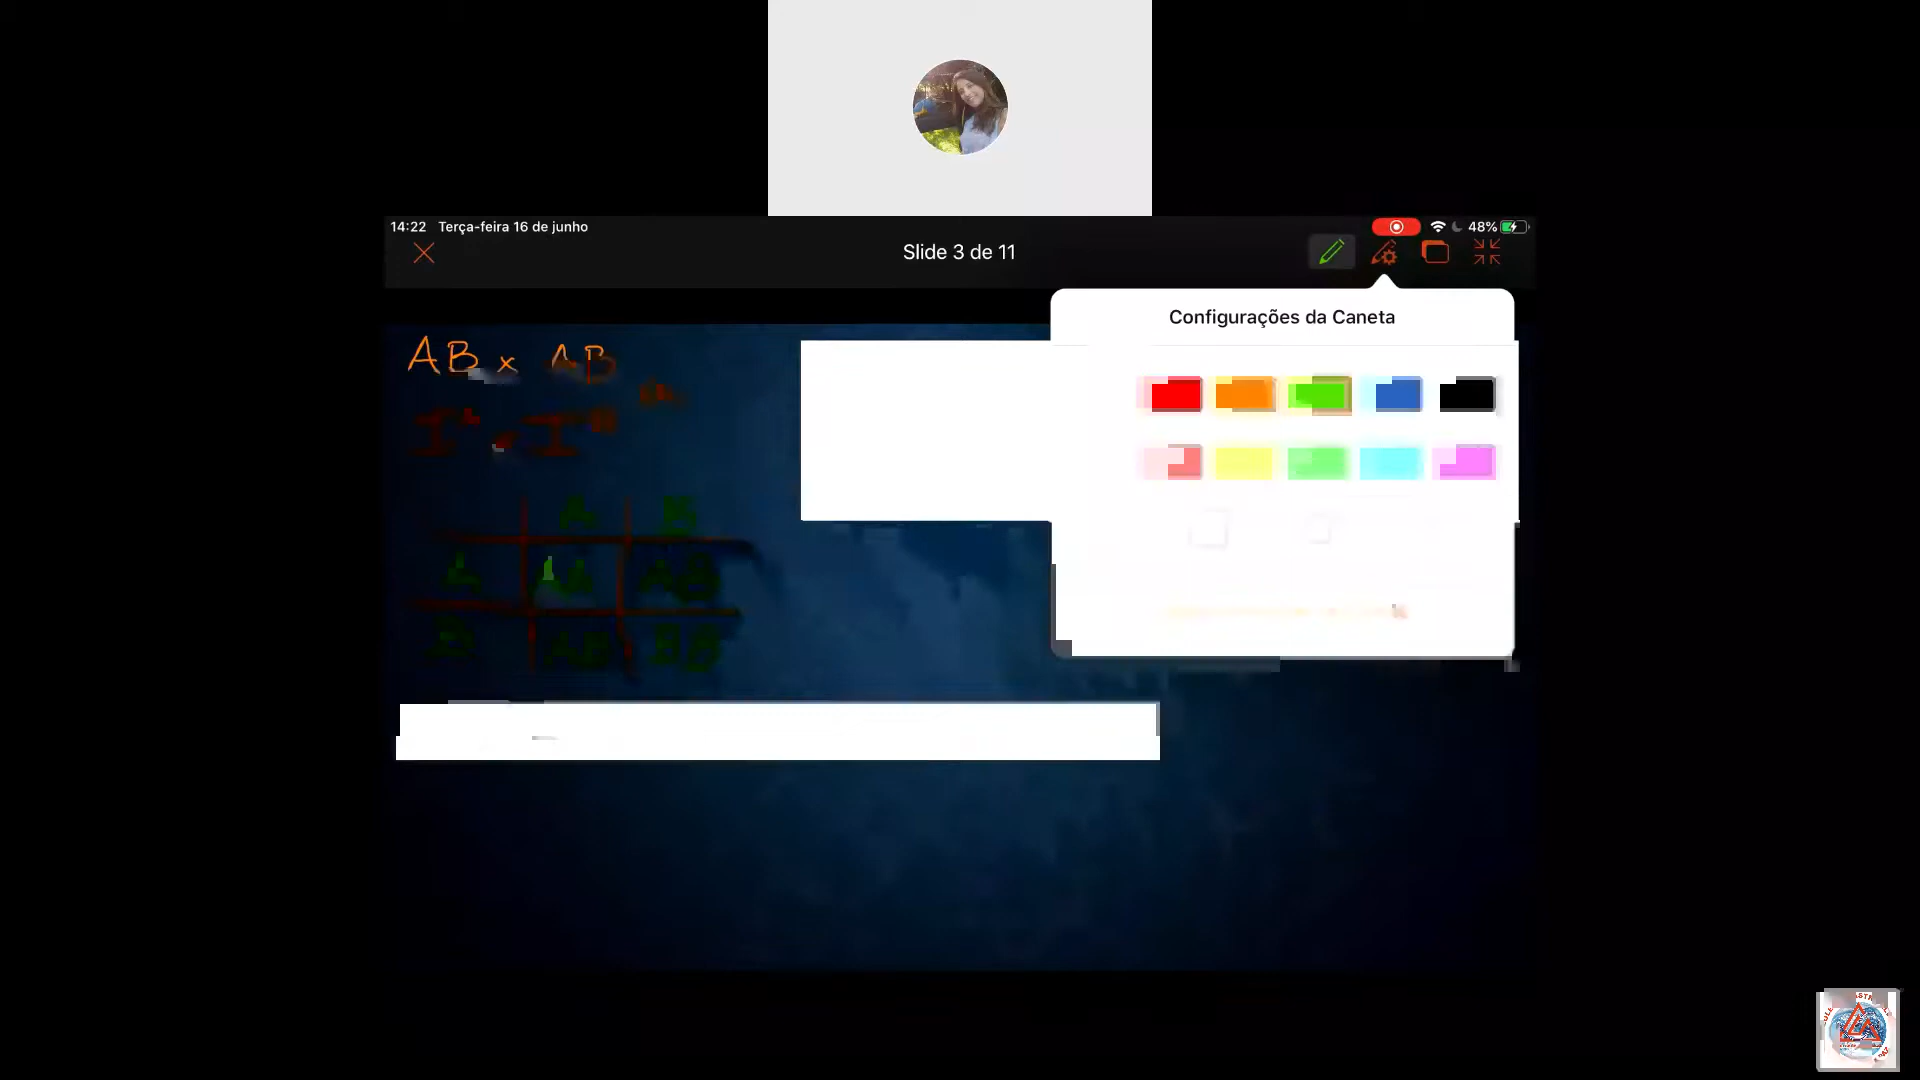 14:22 Terça-feira 16 de junho
48%
Slide 3 de 11
Configurações da Caneta
AB x AB
A B
A AA AB
B AB BB